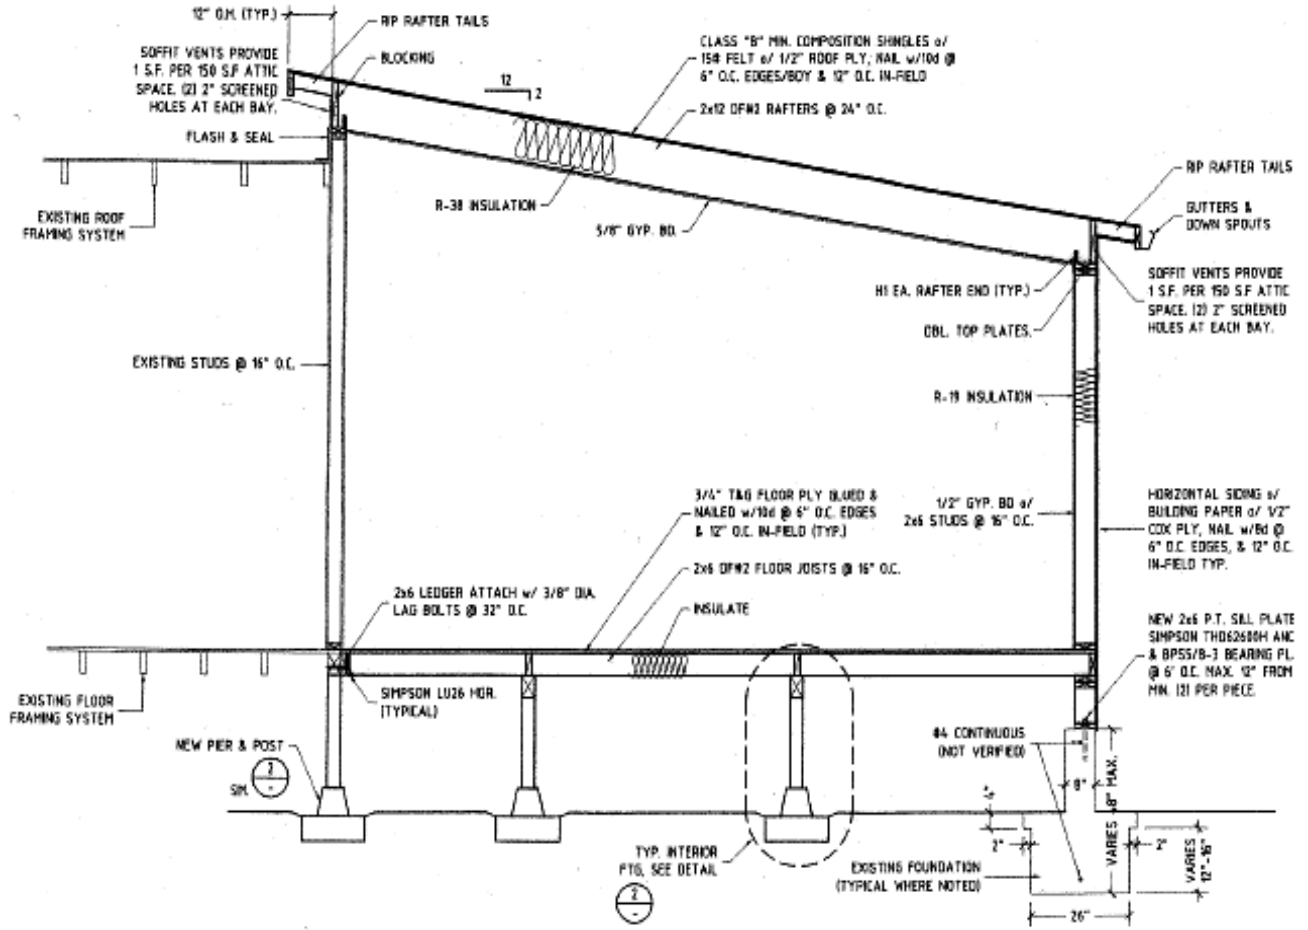 12" O.H. (TYP.)
RIP RAFTER TAILS
BLOCKING
SOFFIT VENTS PROVIDE
1 S.F. PER 150 S.F ATTIC
SPACE. (2) 2" SCREENED
HOLES AT EACH BAY.
FLASH & SEAL
12
2
CLASS "B" MIN. COMPOSITION SHINGLES o/
15# FELT o/ 1/2" ROOF PLY, NAIL w/10d @
6" O.C. EDGES/BDY & 12" O.C. IN-FIELD
2x12 DF#2 RAFTERS @ 24" O.C.
EXISTING ROOF
FRAMING SYSTEM
R-38 INSULATION
5/8" GYP. BD.
RIP RAFTER TAILS
GUTTERS &
DOWN SPOUTS
H1 EA. RAFTER END (TYP.)
DBL. TOP PLATES.
SOFFIT VENTS PROVIDE
1 S.F. PER 150 S.F ATTIC
SPACE. (2) 2" SCREENED
HOLES AT EACH BAY.
EXISTING STUDS @ 16" O.C.
R-19 INSULATION
3/4" T&G FLOOR PLY GLUED &
NAILED w/10d @ 6" O.C. EDGES
& 12" O.C. IN-FIELD (TYP.)
1/2" GYP. BD o/
2x6 STUDS @ 16" O.C.
HORIZONTAL SIDING o/
BUILDING PAPER o/ 1/2"
CDX PLY, NAIL w/8d @
6" O.C. EDGES, & 12" O.C.
IN-FIELD TYP.
2x6 DF#2 FLOOR JOISTS @ 16" O.C.
2x6 LEDGER ATTACH w/ 3/8" DIA.
LAG BOLTS @ 32" O.C.
INSULATE
NEW 2x6 P.T. SILL PLATE
SIMPSON ANC
& BPS5/8-3 BEARING PL.
@ 6' O.C. MAX. 12" FROM
MIN. (2) PER PIECE.
EXISTING FLOOR
FRAMING SYSTEM
SIMPSON LU26 HGR.
(TYPICAL)
NEW PIER & POST
SIM.
2
-
#4 CONTINUOUS
(NOT VERIFIED)
8"
VARIES 48" MAX.
2"
2"
VARIES
12"-16"
TYP. INTERIOR
FTG, SEE DETAIL
2
-
EXISTING FOUNDATION
(TYPICAL WHERE NOTED)
26"